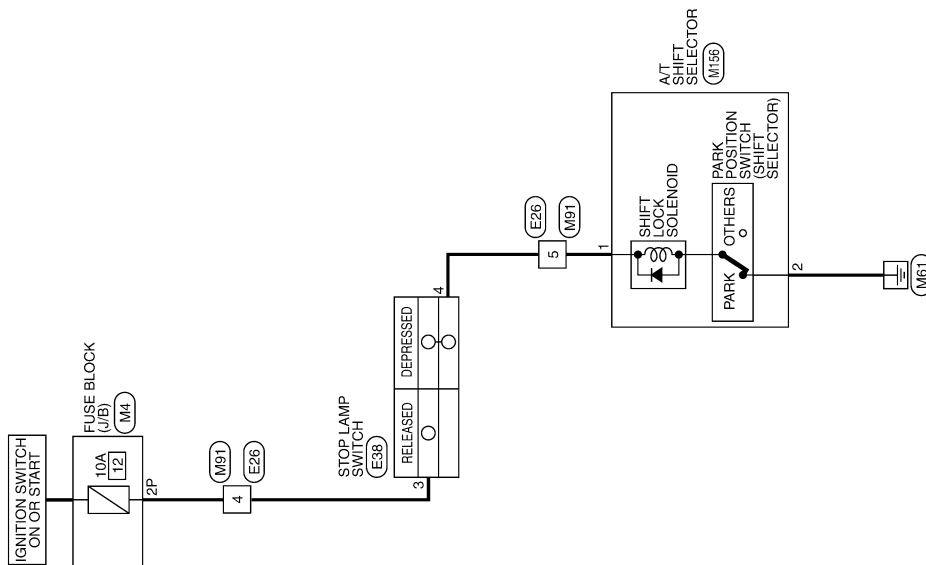 IGNITION SWITCH
ON OR START
FUSE BLOCK
(J/B)
M4
10A
12
2P
M91
4
E26
STOP LAMP
SWITCH
E38
RELEASED
DEPRESSED
3
4
E26
5
M91
1
A/T
SHIFT
SELECTOR
M156
SHIFT
LOCK
SOLENOID
PARK
POSITION
SWITCH
(SHIFT
SELECTOR)
PARK
OTHERS
2
M61